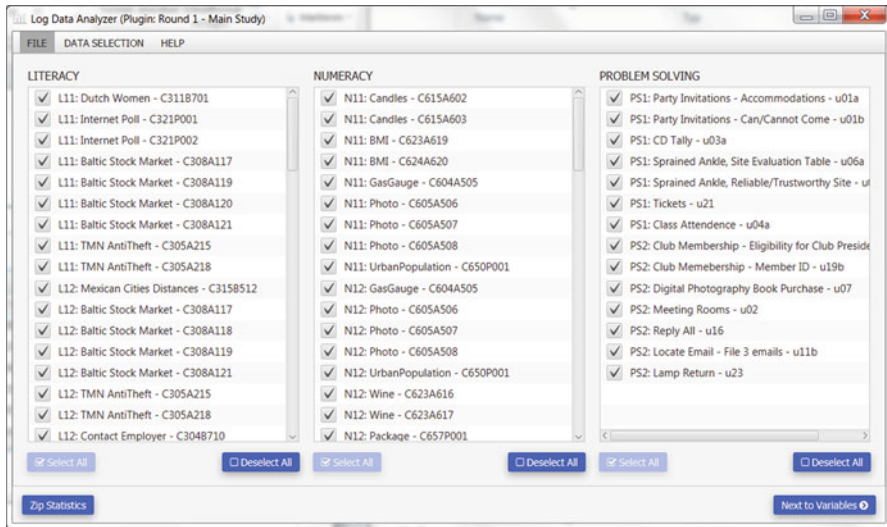 Log Data Analyzer (Plugin: Round 1 - Main Study)
FILE DATA SELECTION HELP
LITERACY
L11: Dutch Women - C311B701
L11: Internet Poll - C321P001
L11: Internet Poll - C321P002
L11: Baltic Stock Market - C308A117
L11: Baltic Stock Market - C308A119
L11: Baltic Stock Market - C308A120
L11: Baltic Stock Market - C308A121
L11: TMN AntiTheft - C305A215
L11: TMN AntiTheft - C305A218
L12: Mexican Cities Distances - C315B512
L12: Baltic Stock Market - C308A117
L12: Baltic Stock Market - C308A118
L12: Baltic Stock Market - C308A119
L12: Baltic Stock Market - C308A121
L12: TMN AntiTheft - C305A215
L12: TMN AntiTheft - C305A218
L12: Contact Employer - C304B710
Select All
Deselect All
NUMERACY
N11: Candles - C615A602
N11: Candles - C615A603
N11: BMI - C623A619
N11: BMI - C624A620
N11: GasGauge - C604A505
N11: Photo - C605A506
N11: Photo - C605A507
N11: Photo - C605A508
N11: UrbanPopulation - C650P001
N12: GasGauge - C604A505
N12: Photo - C605A506
N12: Photo - C605A507
N12: Photo - C605A508
N12: UrbanPopulation - C650P001
N12: Wine - C623A616
N12: Wine - C623A617
N12: Package - C657P001
Select All
Deselect All
PROBLEM SOLVING
PS1: Party Invitations - Accommodations - u01a
PS1: Party Invitations - Can/Cannot Come - u01b
PS1: CD Tally - u03a
PS1: Sprained Ankle, Site Evaluation Table - u06a
PS1: Sprained Ankle, Reliable/Trustworthy Site -
PS1: Tickets - u21
PS1: Class Attendence - u04a
PS2: Club Membership - Eligibility for Club Preside
PS2: Club Memebership - Member ID - u19b
PS2: Digital Photography Book Purchase - u07
PS2: Meeting Rooms - u02
PS2: Reply All - u16
PS2: Locate Email - File 3 emails - u11b
PS2: Lamp Return - u23
Select All
Deselect All
Zip Statistics
Next to Variables